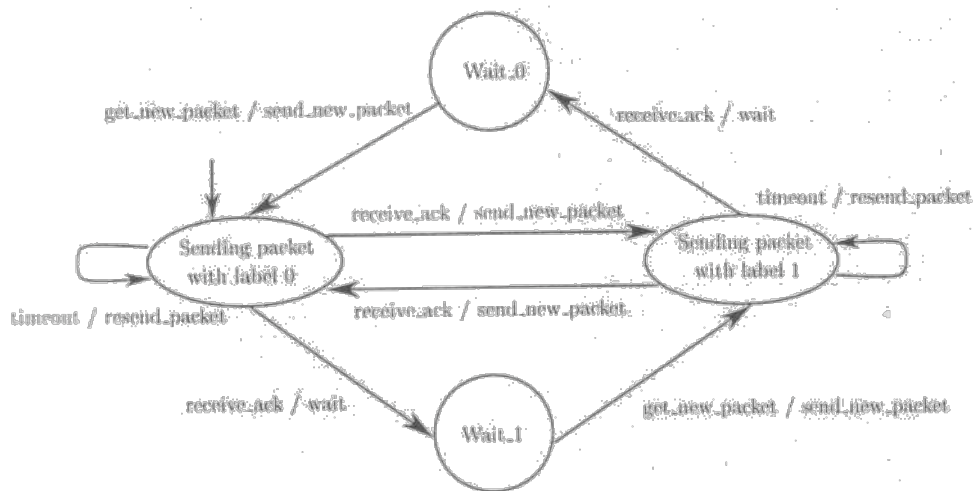 Wait_0
get_new_packet / send_new_packet
receive_ack / wait
timeout / resend_packet
receive_ack / send_new_packet
Sending packet
with label 0
Sending packet
with label 1
receive_ack / send_new_packet
timeout / resend_packet
receive_ack / wait
get_new_packet / send_new_packet
Wait_1